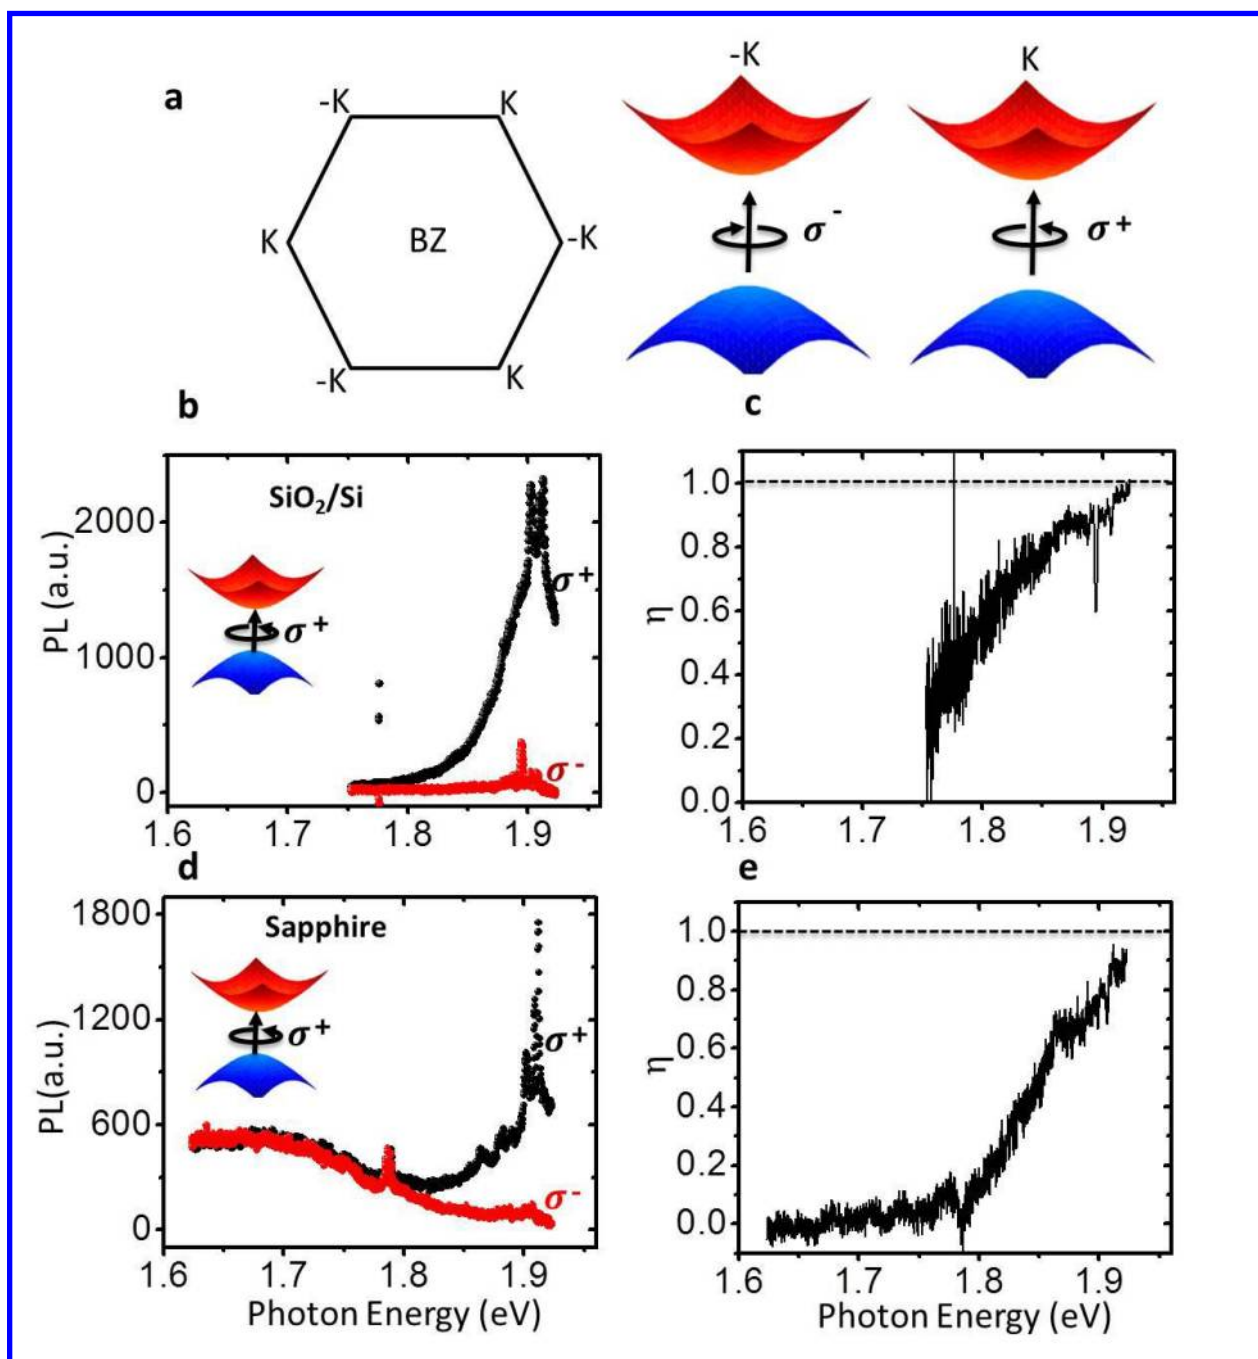 a
-K
K
K
BZ
-K
-K
K
-K
K
σ-
σ+
b
SiO2/Si
PL (a.u.)
2000
1000
0
σ+
σ+
σ-
1.6 1.7 1.8 1.9
c
η
1.0
0.8
0.6
0.4
0.2
0.0
1.6 1.7 1.8 1.9
d
Sapphire
PL(a.u.)
1800
1200
600
0
σ+
σ+
σ-
1.6 1.7 1.8 1.9
Photon Energy (eV)
e
η
1.0
0.8
0.6
0.4
0.2
0.0
1.6 1.7 1.8 1.9
Photon Energy (eV)